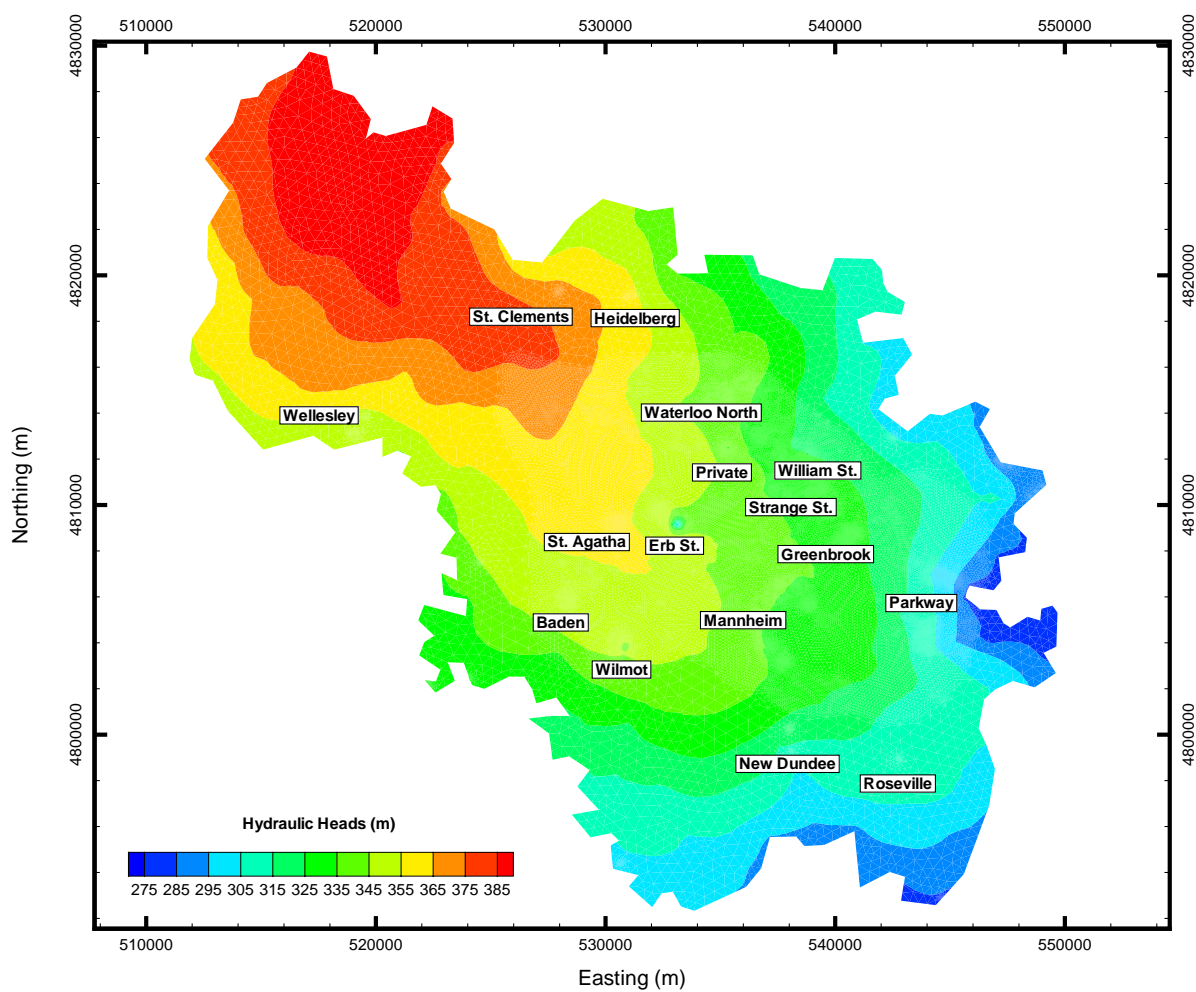 510000 520000 530000 540000 550000
4830000 4830000
4820000 4820000
St. Clements Heidelberg
Wellesley Waterloo North
Private William St.
Northing (m)
4810000 Strange St. 4810000
St. Agatha Erb St. Greenbrook
Parkway
Baden Mannheim
Wilmot
4800000 4800000
New Dundee
Roseville
Hydraulic Heads (m)
275 285 295 305 315 325 335 345 355 365 375 385
510000 520000 530000 540000 550000
Easting (m)